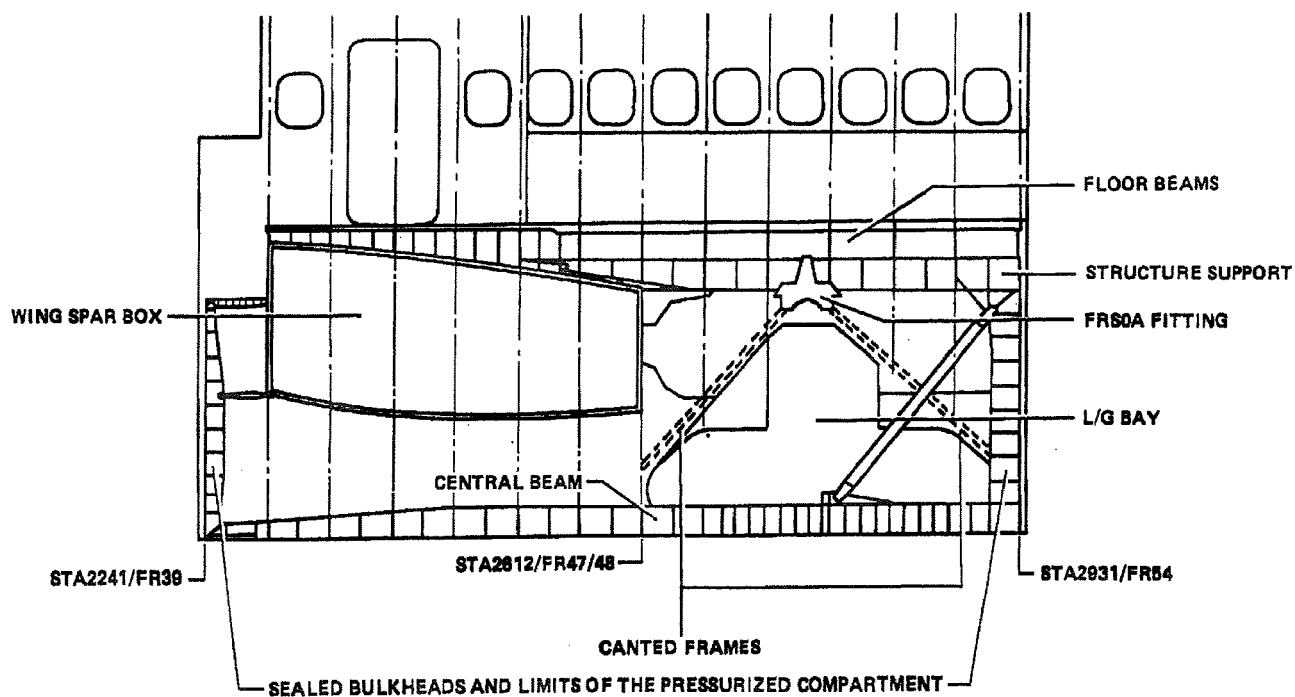 FLOOR BEAMS
STRUCTURE SUPPORT
WING SPAR BOX
FR50A FITTING
L/G BAY
CENTRAL BEAM
STA2612/FR47/48
STA2241/FR39
STA2931/FR54
CANTED FRAMES
SEALED BULKHEADS AND LIMITS OF THE PRESSURIZED COMPARTMENT